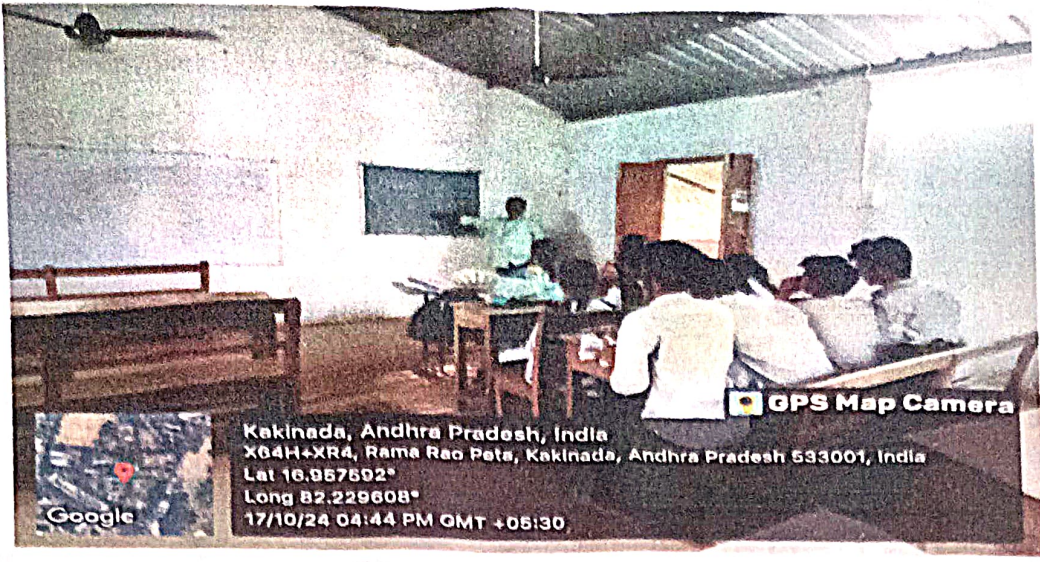 GPS Map Camera
Kakinada, Andhra Pradesh, India
X64H+XR4, Rama Rao Peta, Kakinada, Andhra Pradesh 533001, India
Lat 16.957592°
Long 82.229608°
17/10/24 04:44 PM GMT +05:30
Google